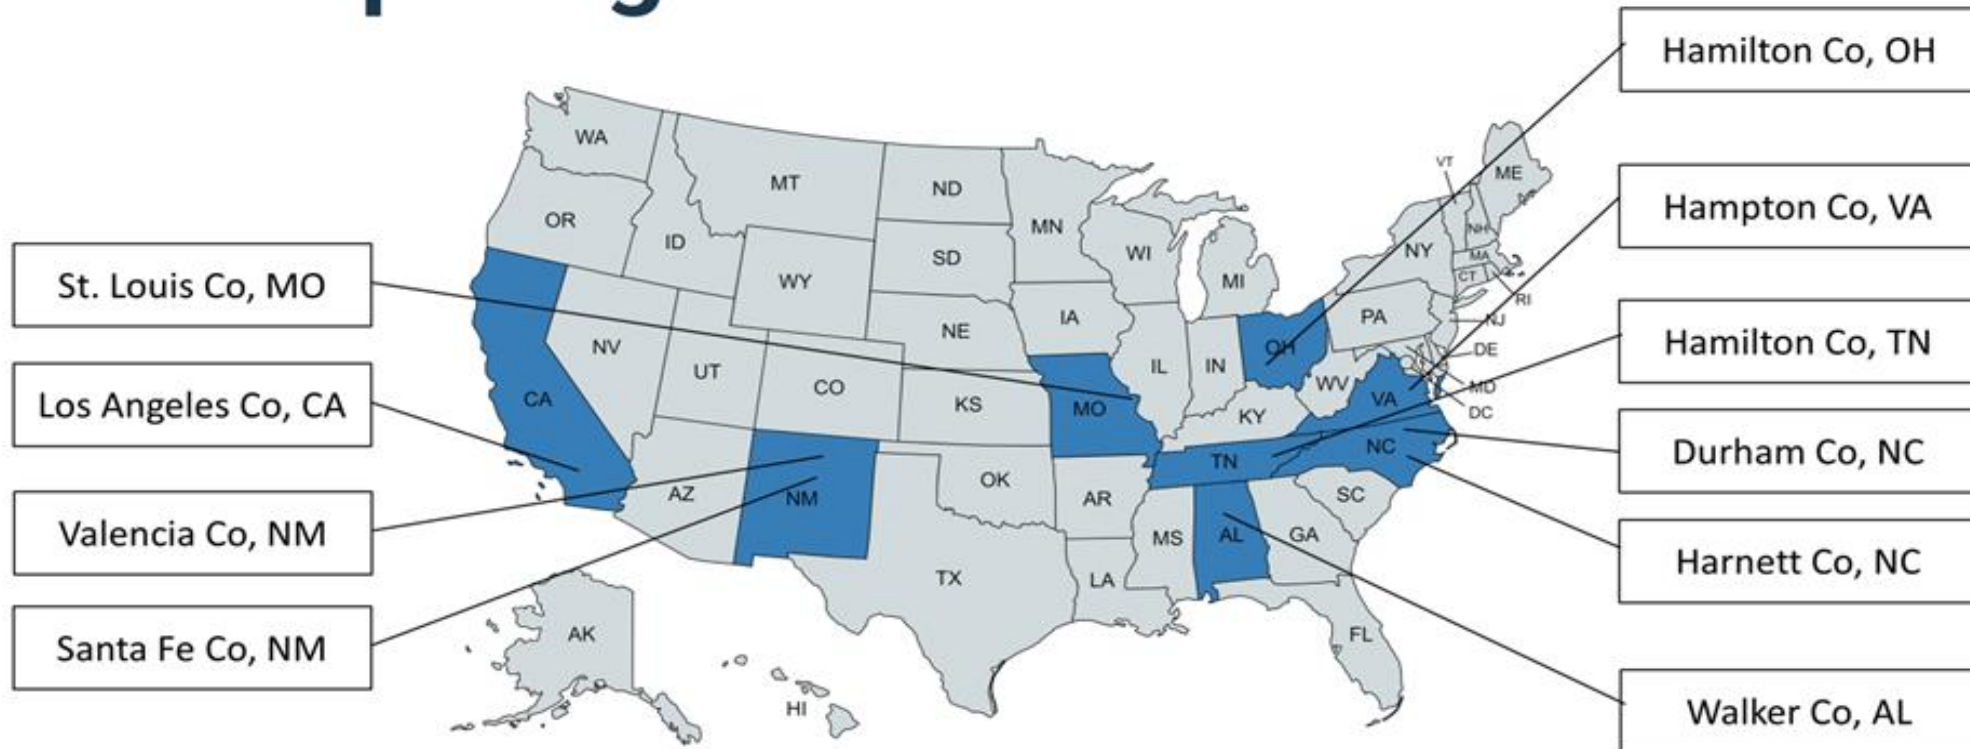 Hamilton Co, OH
Hampton Co, VA
Hamilton Co, TN
Durham Co, NC
Harnett Co, NC
Walker Co, AL
St. Louis Co, MO
Los Angeles Co, CA
Valencia Co, NM
Santa Fe Co, NM
WA
MT
ND
MN
OR
ID
SD
WI
MI
WY
IA
NE
NV
UT
CO
KS
CA
MO
IL
IN
OH
PA
NY
VT
NH
ME
MA
CT
RI
NJ
DE
MD
DC
WV
VA
KY
TN
NC
AZ
NM
OK
AR
SC
MS
AL
GA
TX
LA
FL
AK
HI